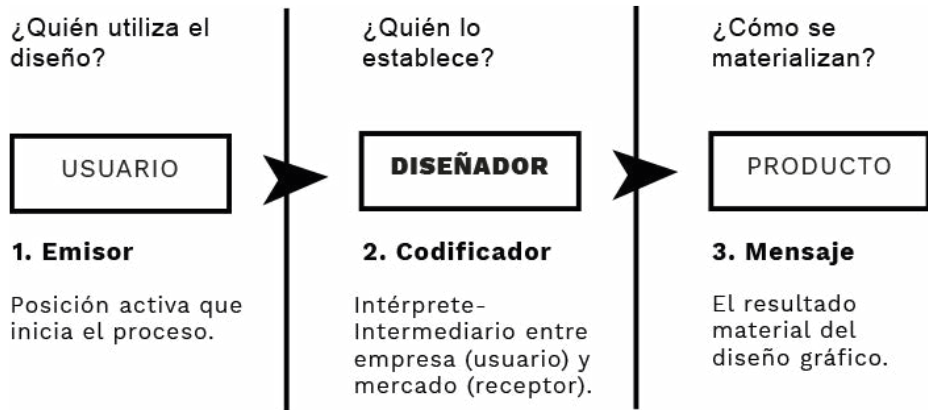 ¿Quién utiliza el
diseño?
USUARIO
1. Emisor
Posición activa que
inicia el proceso.
¿Quién lo
establece?
DISEÑADOR
2. Codificador
Intérprete-
Intermediario entre
empresa (usuario) y
mercado (receptor).
¿Cómo se
materializan?
PRODUCTO
3. Mensaje
El resultado
material del
diseño gráfico.